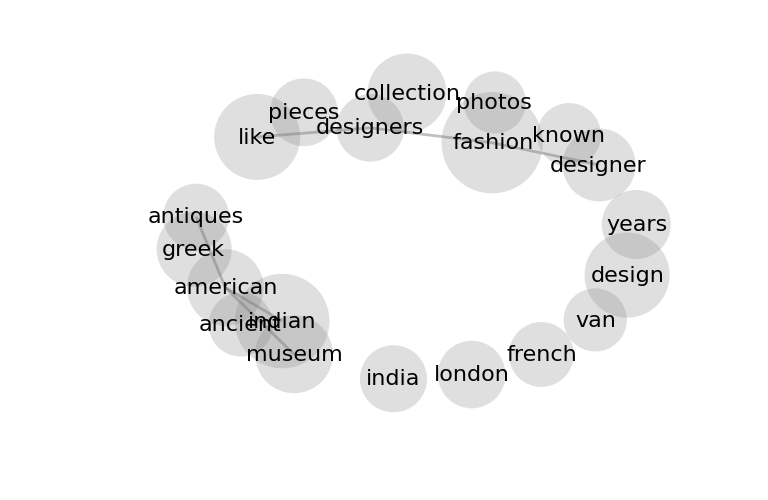 collection
photos
pieces
designers
known
like
fashion
designer
antiques
years
greek
design
american
indian
ancient
van
museum
french
india
london